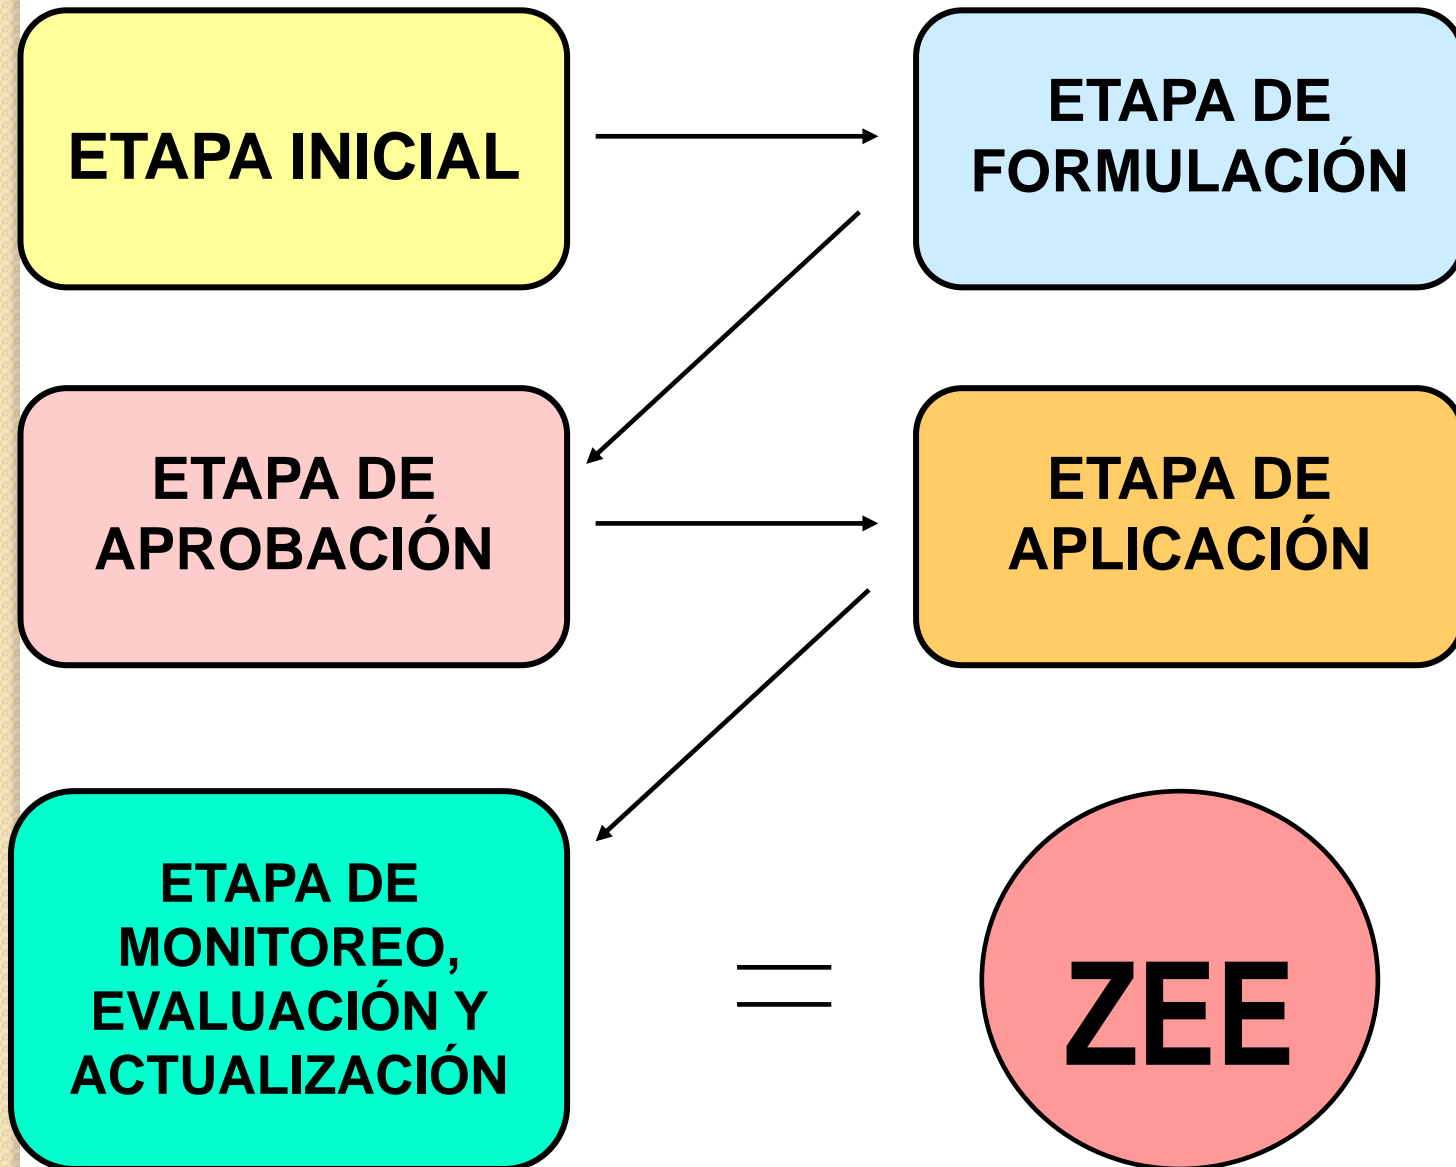 ETAPA INICIAL
ETAPA DE
FORMULACIÓN
ETAPA DE
APROBACIÓN
ETAPA DE
APLICACIÓN
ETAPA DE
MONITOREO,
EVALUACIÓN Y
ACTUALIZACIÓN
=
ZEE